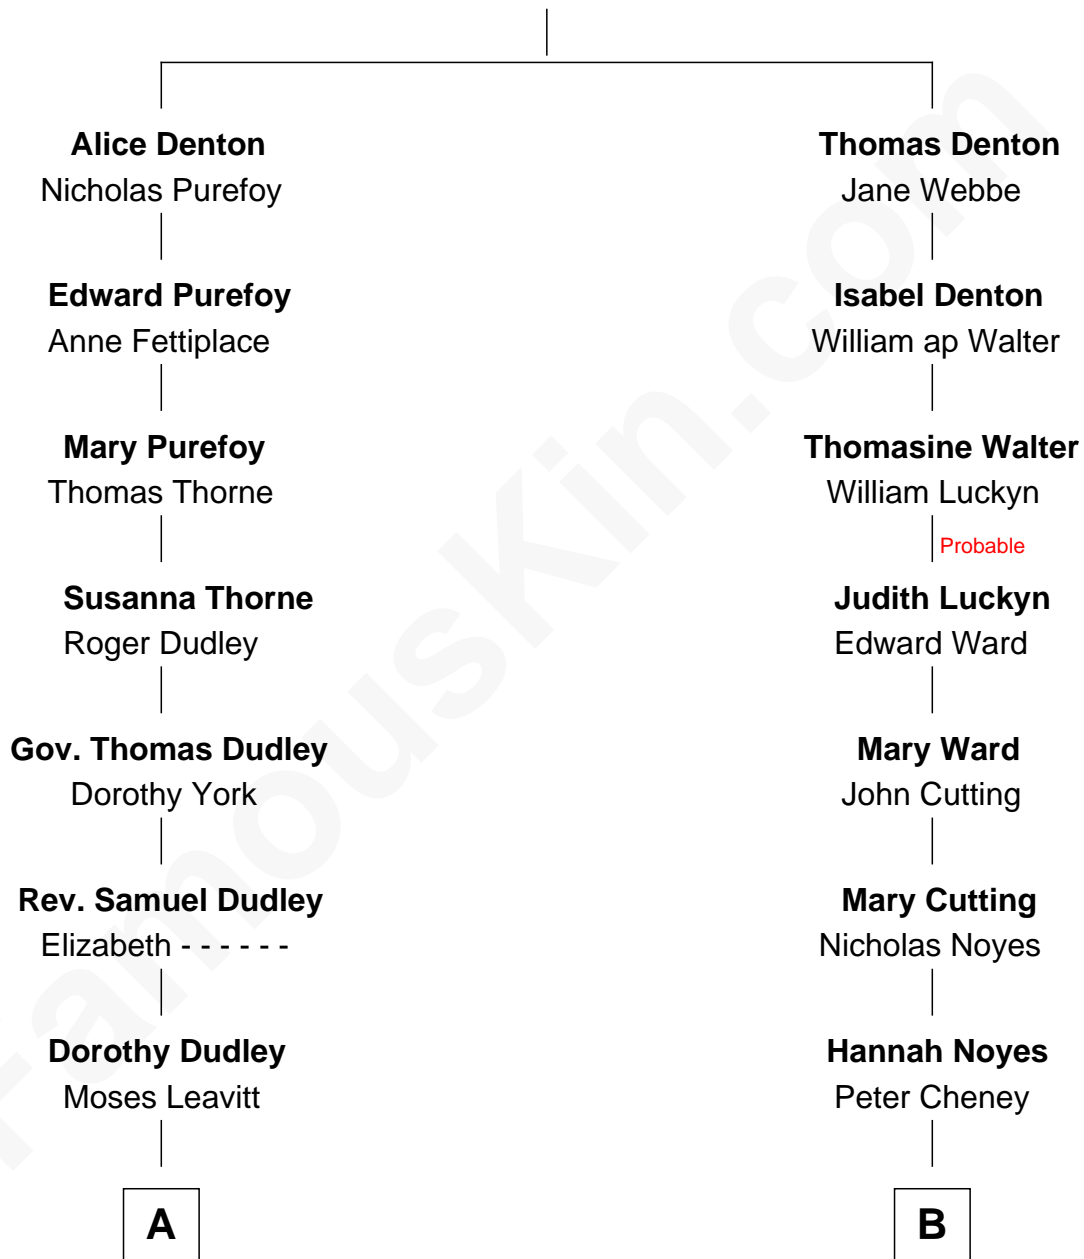 Alice Denton
Nicholas Purefoy
Edward Purefoy
Anne Fettiplace
Mary Purefoy
Thomas Thorne
Susanna Thorne
Roger Dudley
Gov. Thomas Dudley
Dorothy York
Rev. Samuel Dudley
Elizabeth - - - - - -
Dorothy Dudley
Moses Leavitt
A
Thomas Denton
Jane Webbe
Isabel Denton
William ap Walter
Thomasine Walter
William Luckyn
Probable
Judith Luckyn
Edward Ward
Mary Ward
John Cutting
Mary Cutting
Nicholas Noyes
Hannah Noyes
Peter Cheney
B
FamousKin.com